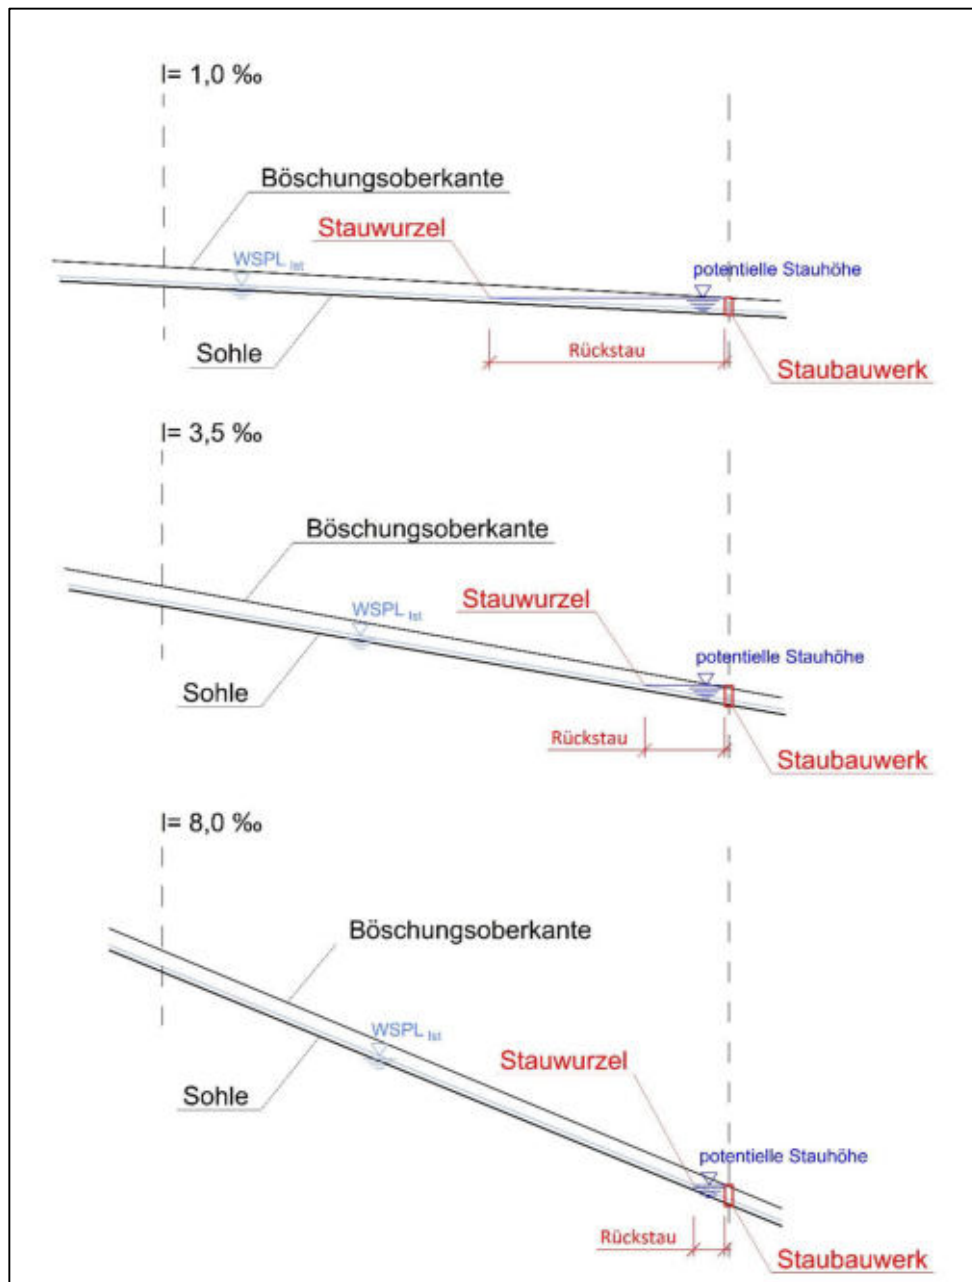 I= 1,0 ‰
Böschungsoberkante
Stauwurzel
WSPL Ist
potentielle Stauhöhe
Sohle
Rückstau
Staubauwerk
I= 3,5 ‰
Böschungsoberkante
Stauwurzel
WSPL Ist
potentielle Stauhöhe
Sohle
Rückstau
Staubauwerk
I= 8,0 ‰
Böschungsoberkante
WSPL Ist
Stauwurzel
Sohle
potentielle Stauhöhe
Rückstau
Staubauwerk